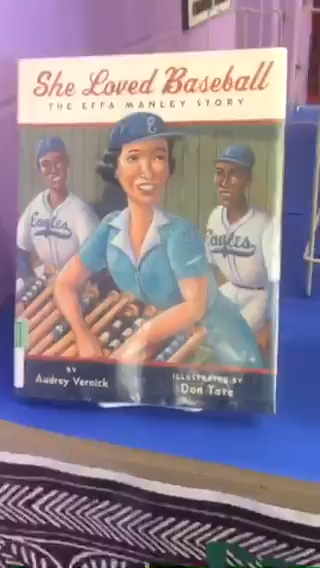 She Loved Baseball
THE EFFA MANLEY STORY
E
Eagles
Eagles
BY
Audrey Vernick
ILLUSTRATED BY
Don Tate